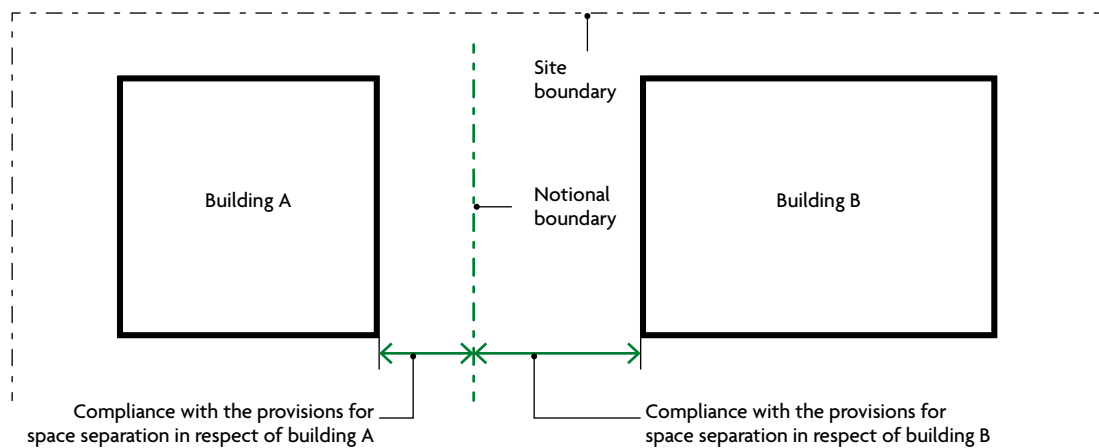 Site
boundary
Building A
Notional
boundary
Building B
Compliance with the provisions for
space separation in respect of building A
Compliance with the provisions for
space separation in respect of building B